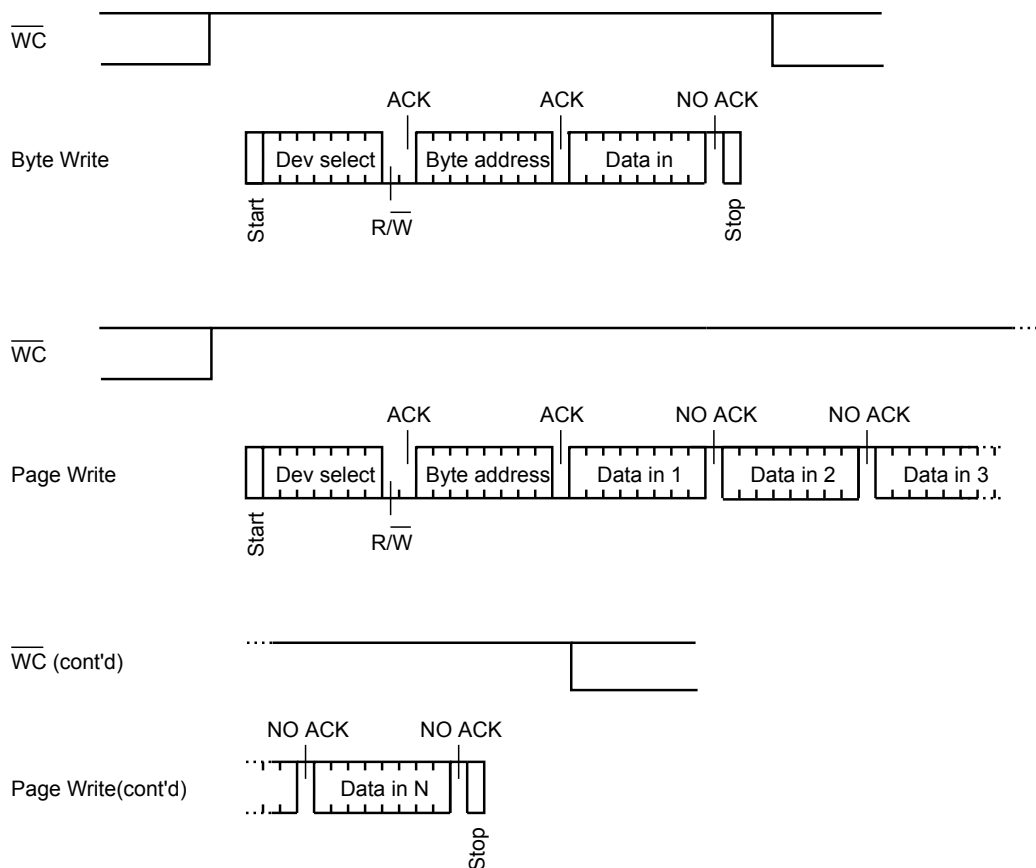 WC
ACK ACK NO ACK
Byte Write Dev select Byte address Data in
Start R/W Stop
WC
ACK ACK NO ACK NO ACK
Page Write Dev select Byte address Data in 1 Data in 2 Data in 3
Start R/W
WC (cont'd)
NO ACK NO ACK
Page Write(cont'd) Data in N
Stop